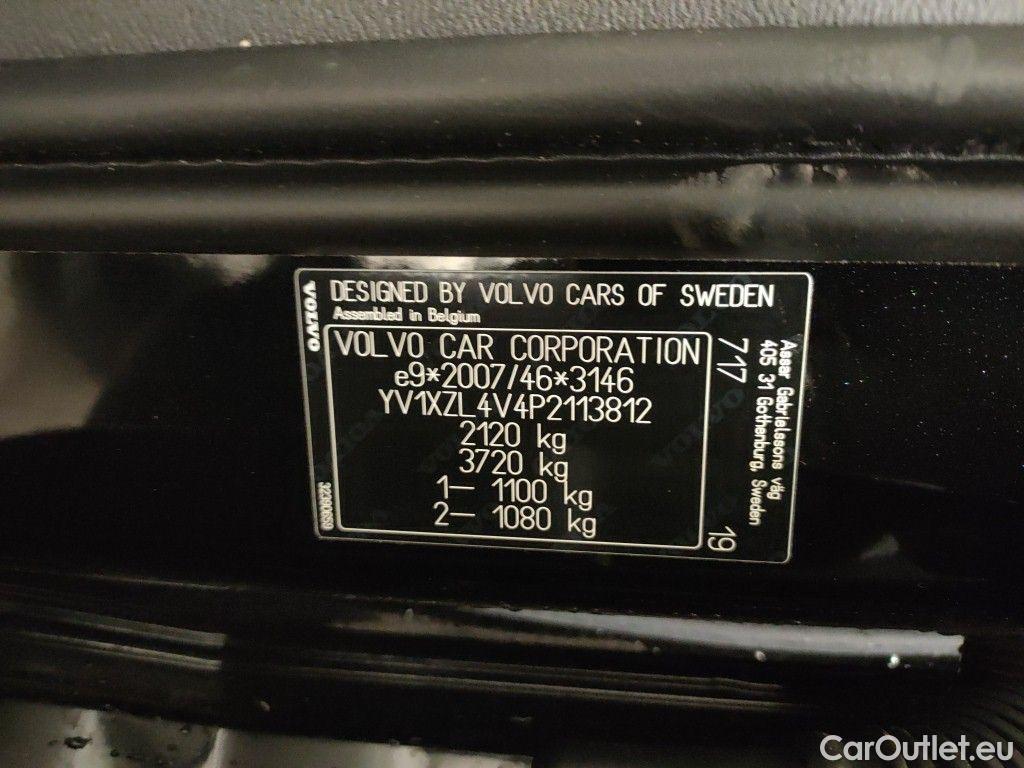 VOLVO
DESIGNED BY VOLVO CARS OF SWEDEN
Assembled in Belgium
VOLVO CAR CORPORATION
e9*2007/46*3146
YV1XZL4V4P2113812
2120 kg
3720 kg
1— 1100 kg
2— 1080 kg
717
19
Assar Gabrielssons väg
405 31 Gothenburg, Sweden
CarOutlet.eu